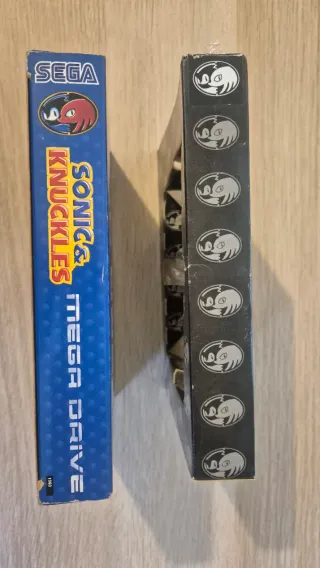 SEGA
SONIC &
KNUCKLES
MEGA DRIVE